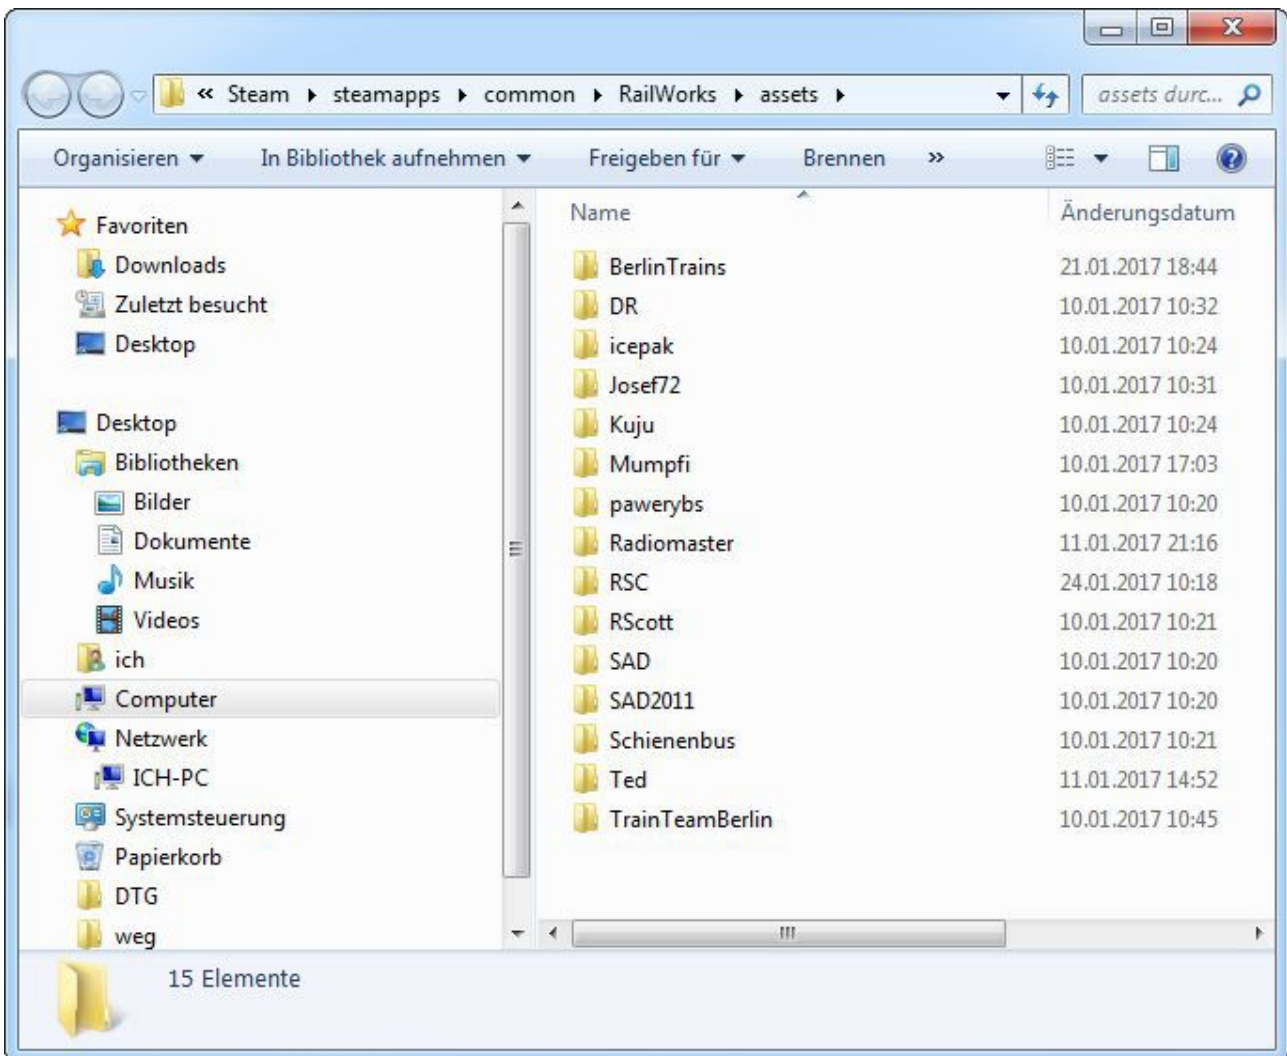 « Steam ▸ steamapps ▸ common ▸ RailWorks ▸ assets ▸ assets durc...
Organisieren ▾ In Bibliothek aufnehmen ▾ Freigeben für ▾ Brennen »
Favoriten
Downloads
Zuletzt besucht
Desktop
Desktop
Bibliotheken
Bilder
Dokumente
Musik
Videos
ich
Computer
Netzwerk
ICH-PC
Systemsteuerung
Papierkorb
DTG
weg
Name Änderungsdatum
BerlinTrains 21.01.2017 18:44
DR 10.01.2017 10:32
icepak 10.01.2017 10:24
Josef72 10.01.2017 10:31
Kuju 10.01.2017 10:24
Mumpfi 10.01.2017 17:03
pawerybs 10.01.2017 10:20
Radiomaster 11.01.2017 21:16
RSC 24.01.2017 10:18
RScott 10.01.2017 10:21
SAD 10.01.2017 10:20
SAD2011 10.01.2017 10:20
Schienenbus 10.01.2017 10:21
Ted 11.01.2017 14:52
TrainTeamBerlin 10.01.2017 10:45
15 Elemente